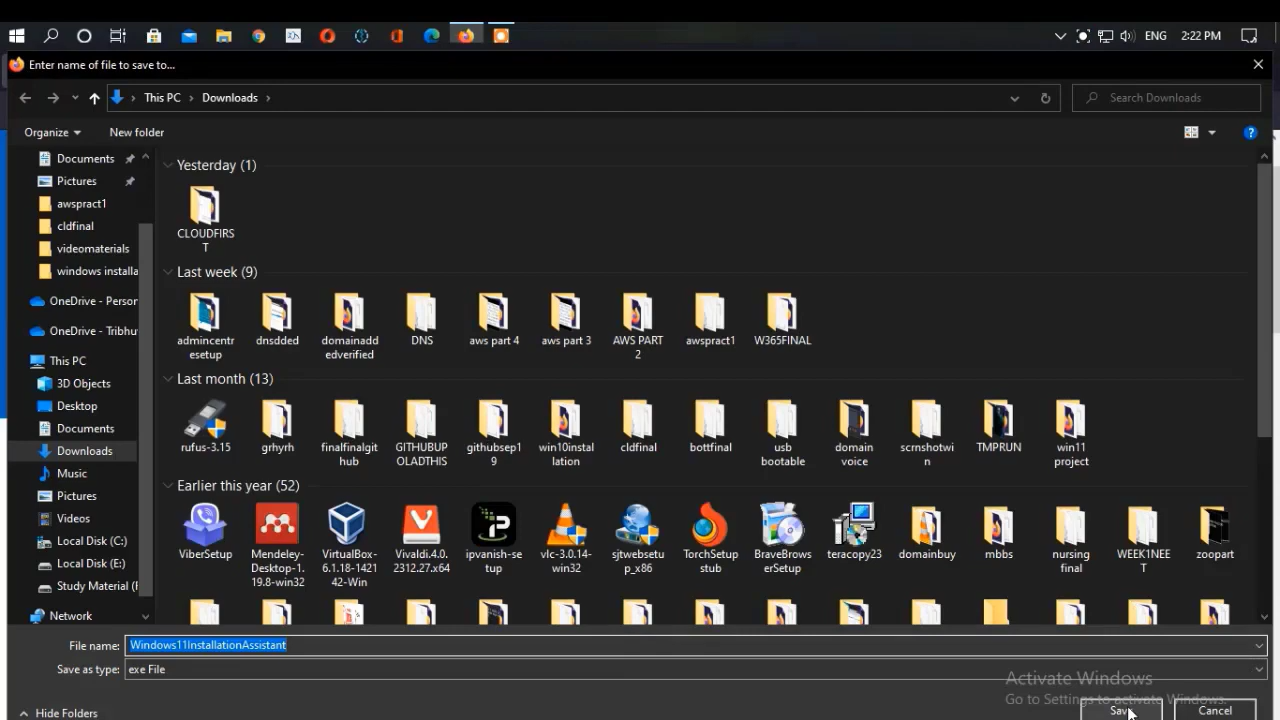 ENG
2:22 PM
Enter name of file to save to...
This PC
Downloads
Search Downloads
Organize
New folder
Documents
Pictures
awspract1
cldfinal
videomaterials
windows installa
OneDrive - Person
OneDrive - Tribhu
This PC
3D Objects
Desktop
Documents
Downloads
Music
Pictures
Videos
Local Disk (C:)
Local Disk (E:)
Study Material (F
Network
Yesterday (1)
CLOUDFIRS
T
Last week (9)
admincentr
esetup
dnsdded
domainadd
edverified
DNS
aws part 4
aws part 3
AWS PART
2
awspract1
W365FINAL
Last month (13)
rufus-3.15
grhyrh
finalfinalgit
hub
GITHUBUP
OLADTHIS
githubsep1
9
win10instal
lation
cldfinal
bottfinal
usb
bootable
domain
voice
scrnshotwi
n
TMPRUN
win11
project
Earlier this year (52)
ViberSetup
Mendeley-
Desktop-1.
19.8-win32
VirtualBox-
6.1.18-1421
42-Win
Vivaldi.4.0.
2312.27.x64
ipvanish-se
tup
vlc-3.0.14-
win32
sjtwebsetu
p_x86
TorchSetup
stub
BraveBrows
erSetup
teracopy23
domainbuy
mbbs
nursing
final
WEEK1NEE
T
zoopart
File name:
Windows11InstallationAssistant
Save as type:
exe File
Activate Windows
Go to Settings to activate Windows.
Hide Folders
Save
Cancel